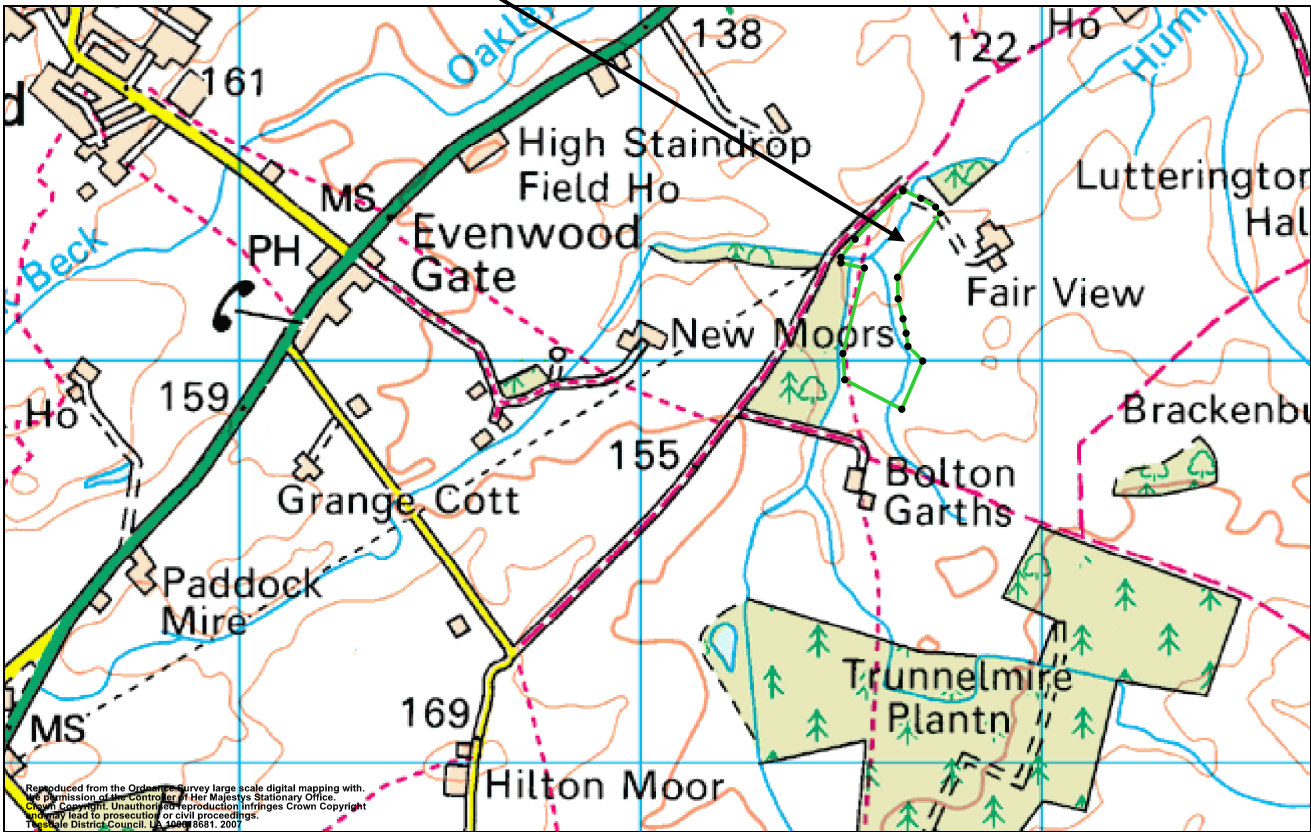 138
Ho
122
Oakley
Humm
161
d
High Staindrop
Field Ho
Lutterington
Hal
MS
Evenwood
Gate
PH
Beck
Fair View
New Moors
159
Ho
Brackenbu
155
Bolton
Garths
Grange Cott
Paddock
Mire
Trunnelmire
Plantn
169
MS
Hilton Moor
Reproduced from the Ordnance Survey large scale digital mapping with.
the permission of the Controller of Her Majestys Stationary Office.
Crown Copyright. Unauthorised reproduction infringes Crown Copyright
and may lead to prosecution or civil proceedings.
Teesdale District Council. LA 100018681. 2007